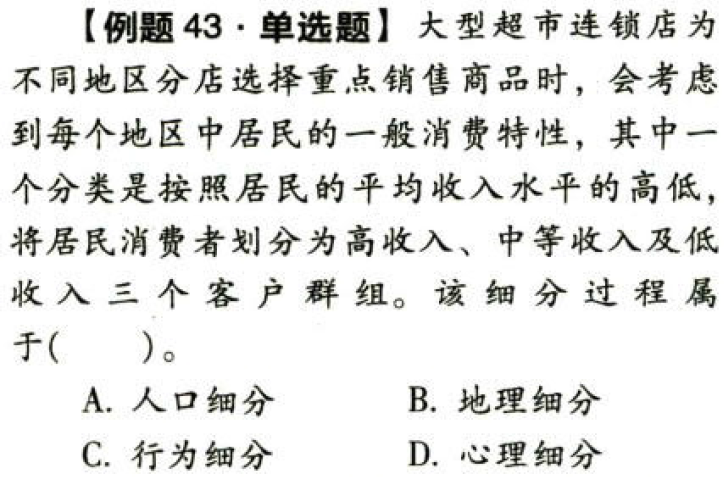 【例题 43 · 单选题】 大型超市连锁店为
不同地区分店选择重点销售商品时，会考虑
到每个地区中居民的一般消费特性，其中一
个分类是按照居民的平均收入水平的高低，
将居民消费者划分为高收入、中等收入及低
收入三个客户群组。该细分过程属
于(　　)。
A. 人口细分　　B. 地理细分
C. 行为细分　　D. 心理细分